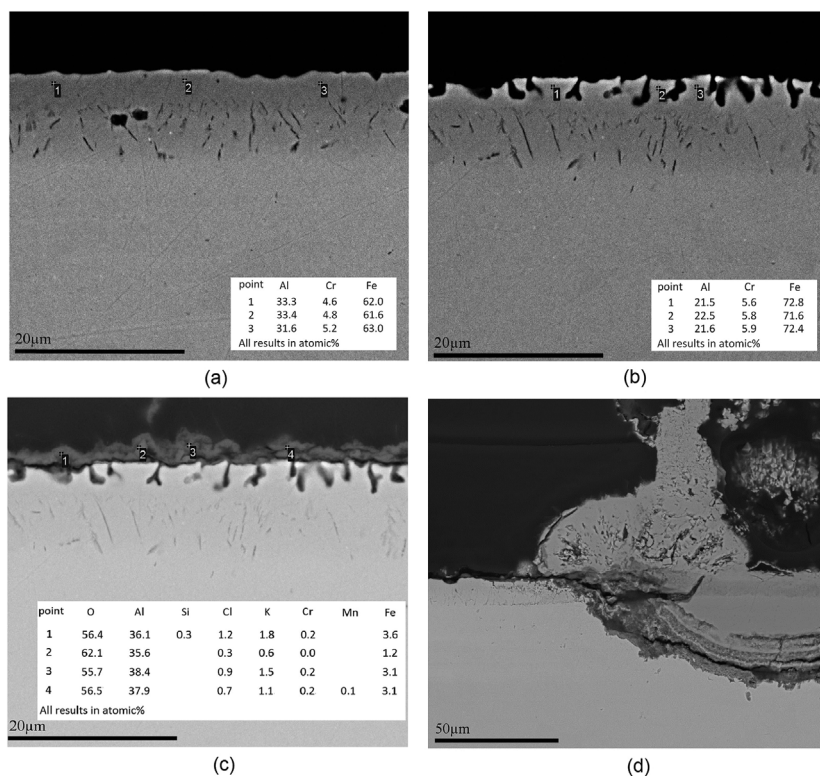 1
2
3
point Al Cr Fe
1 33.3 4.6 62.0
2 33.4 4.8 61.6
3 31.6 5.2 63.0
All results in atomic%
20µm
(a)
1
2
3
point Al Cr Fe
1 21.5 5.6 72.8
2 22.5 5.8 71.6
3 21.6 5.9 72.4
All results in atomic%
20µm
(b)
1
2
3
4
point O Al Si Cl K Cr Mn Fe
1 56.4 36.1 0.3 1.2 1.8 0.2 3.6
2 62.1 35.6 0.3 0.6 0.0 1.2
3 55.7 38.4 0.9 1.5 0.2 3.1
4 56.5 37.9 0.7 1.1 0.2 0.1 3.1
All results in atomic%
20µm
(c)
50µm
(d)